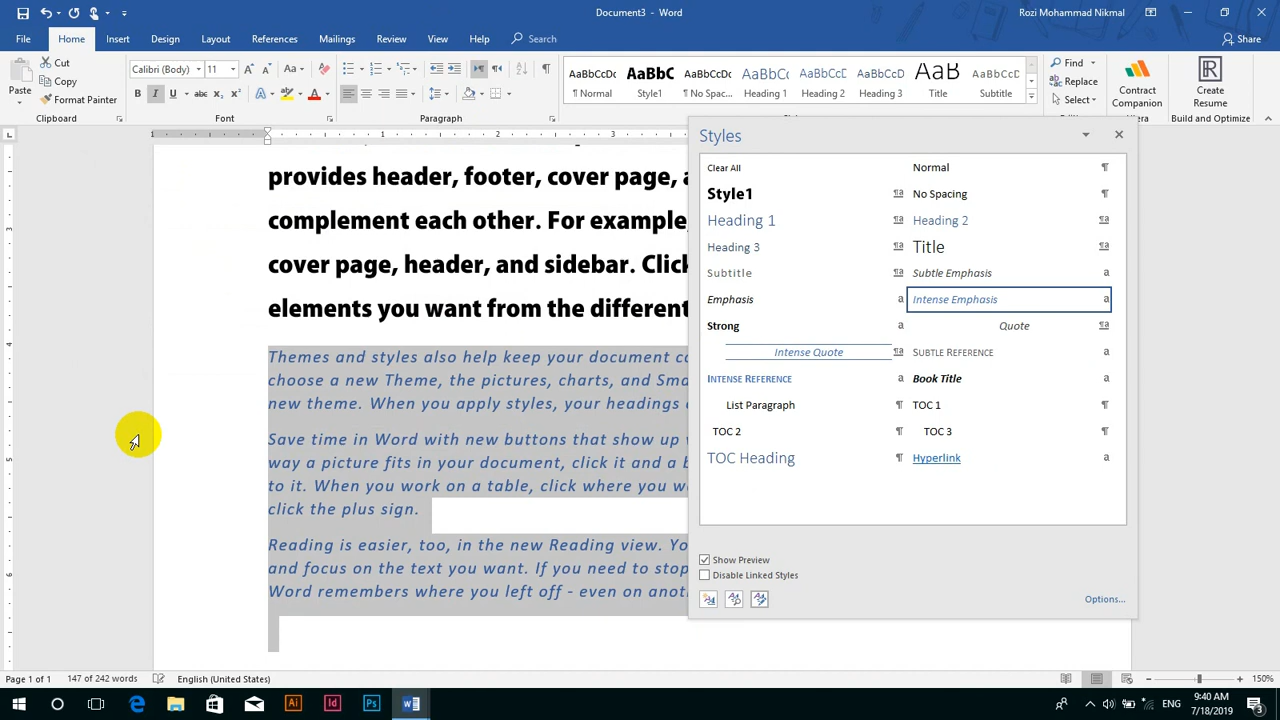 Document3 - Word
Rozi Mohammad Nikmal
File Home Insert Design Layout References Mailings Review View Help Search Share
Cut
Copy
Format Painter
Paste
Clipboard
Calibri (Body) 11
Font
Paragraph
AaBbCcDc AaBbC AaBbCcDc AaBbC AaBbCcD AaBbCcD AaB AaBbCcD
¶ Normal Style1 ¶ No Spac... Heading 1 Heading 2 Heading 3 Title Subtitle
Find
Replace
Select
Contract Companion
Create Resume
Build and Optimize
provides header, footer, cover page, a
complement each other. For example,
cover page, header, and sidebar. Click
elements you want from the different
Themes and styles also help keep your document co
choose a new Theme, the pictures, charts, and Sma
new theme. When you apply styles, your headings c
Save time in Word with new buttons that show up w
way a picture fits in your document, click it and a b
to it. When you work on a table, click where you wa
click the plus sign.
Reading is easier, too, in the new Reading view. Yo
and focus on the text you want. If you need to stop
Word remembers where you left off - even on anot
Styles
Clear All
Normal
Style1
No Spacing
Heading 1
Heading 2
Heading 3
Title
Subtitle
Subtle Emphasis
Emphasis
Intense Emphasis
Strong
Quote
Intense Quote
SUBTLE REFERENCE
INTENSE REFERENCE
Book Title
List Paragraph
TOC 1
TOC 2
TOC 3
TOC Heading
Hyperlink
Show Preview
Disable Linked Styles
Options...
Page 1 of 1 147 of 242 words English (United States) 150%
ENG
9:40 AM
7/18/2019